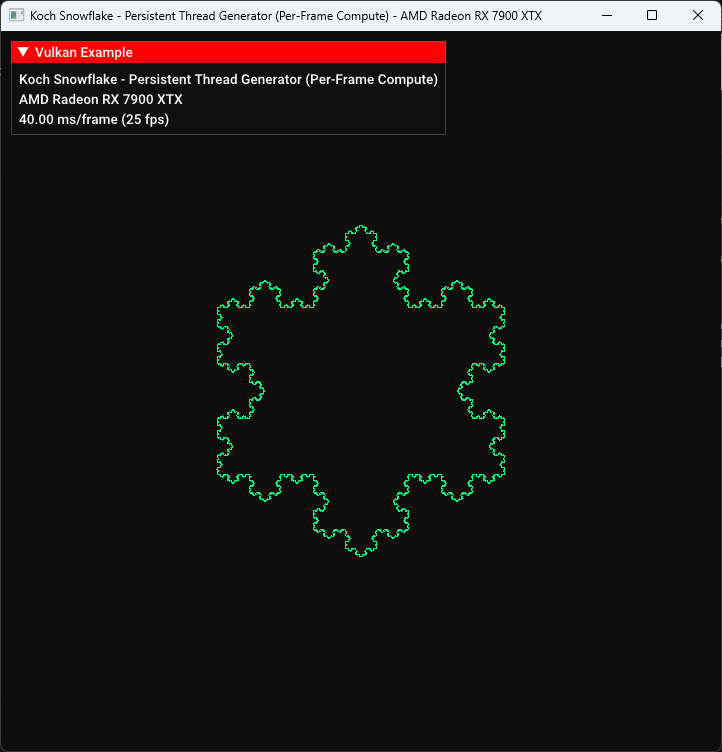 Koch Snowflake - Persistent Thread Generator (Per-Frame Compute) - AMD Radeon RX 7900 XTX
Vulkan Example
Koch Snowflake - Persistent Thread Generator (Per-Frame Compute)
AMD Radeon RX 7900 XTX
40.00 ms/frame (25 fps)